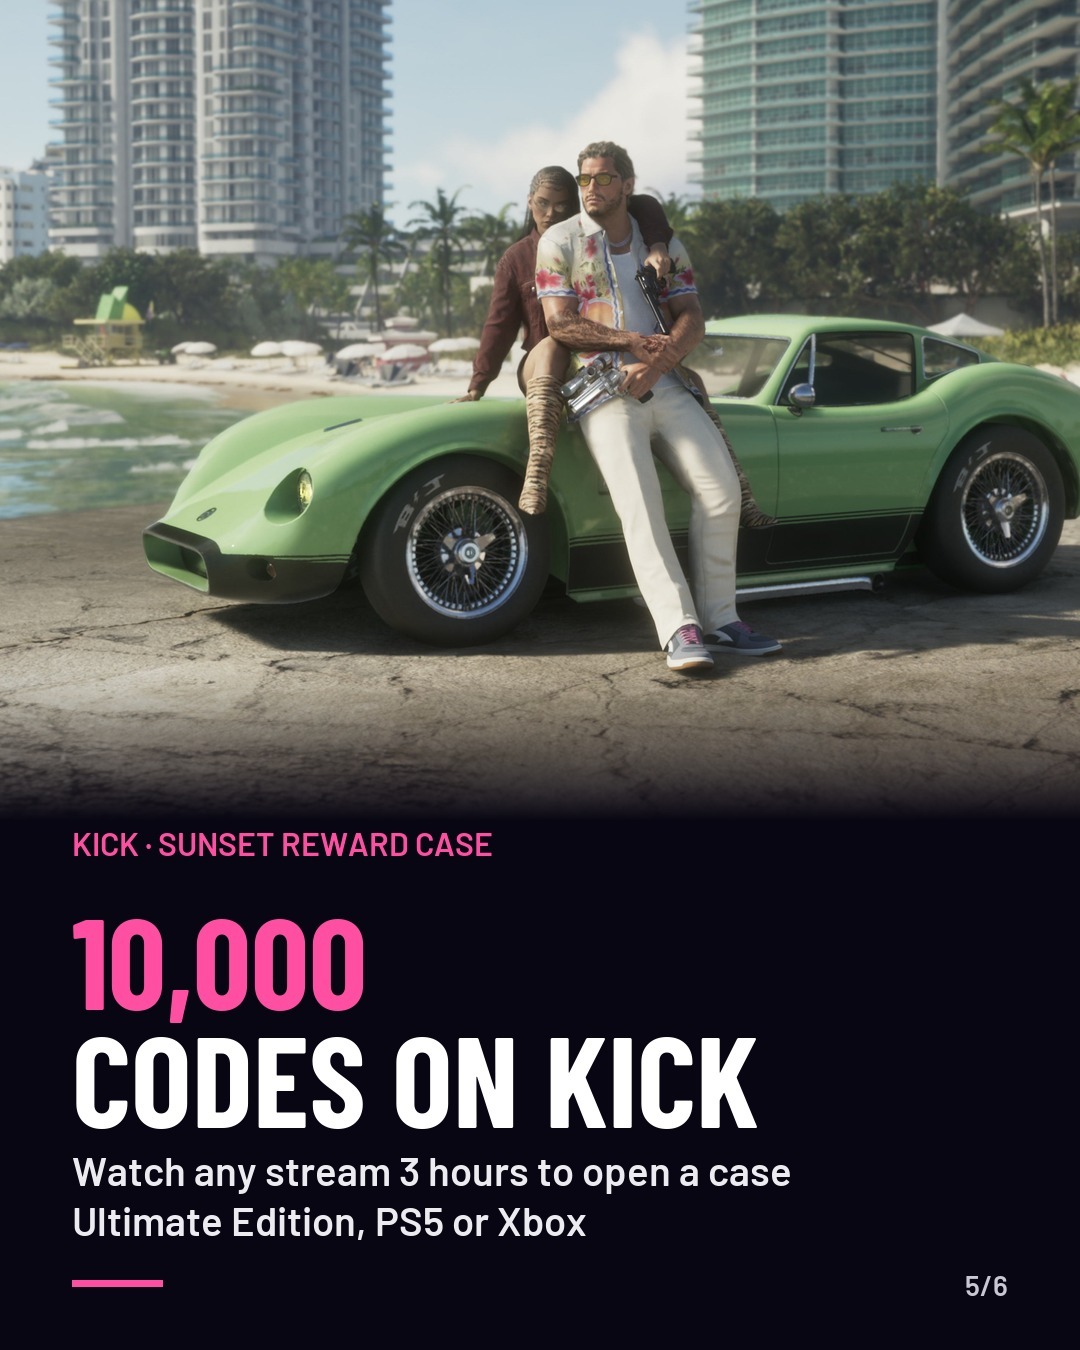 KICK · SUNSET REWARD CASE
10,000
CODES ON KICK
Watch any stream 3 hours to open a case
Ultimate Edition, PS5 or Xbox
5/6